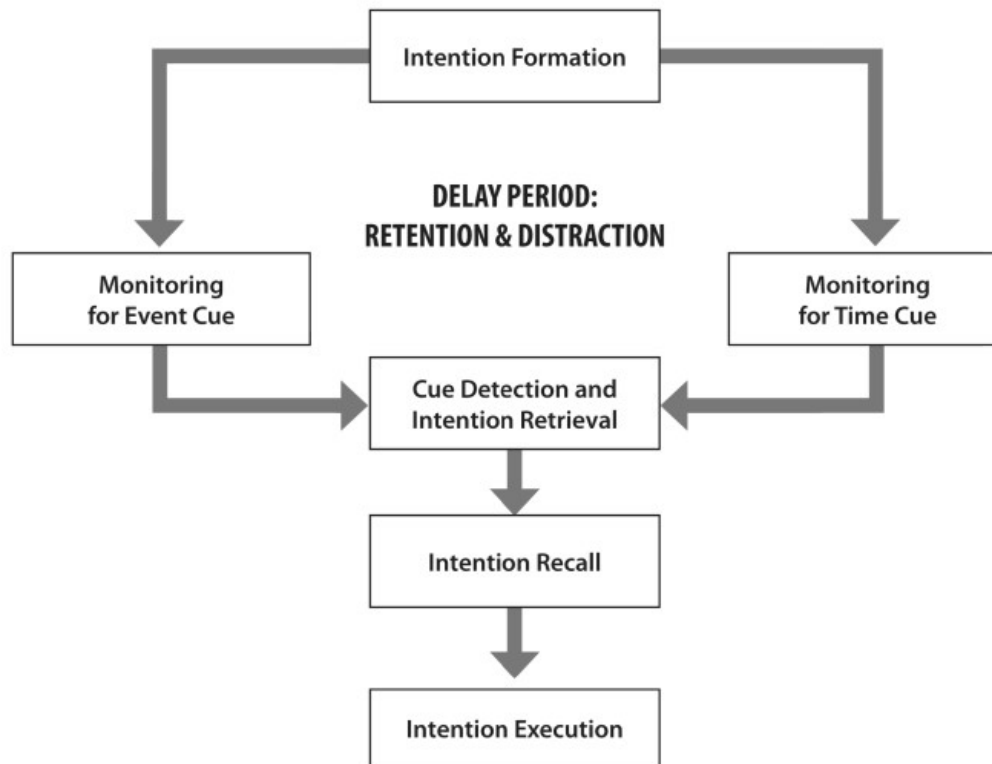 Intention Formation
DELAY PERIOD:
RETENTION & DISTRACTION
Monitoring
for Event Cue
Monitoring
for Time Cue
Cue Detection and
Intention Retrieval
Intention Recall
Intention Execution